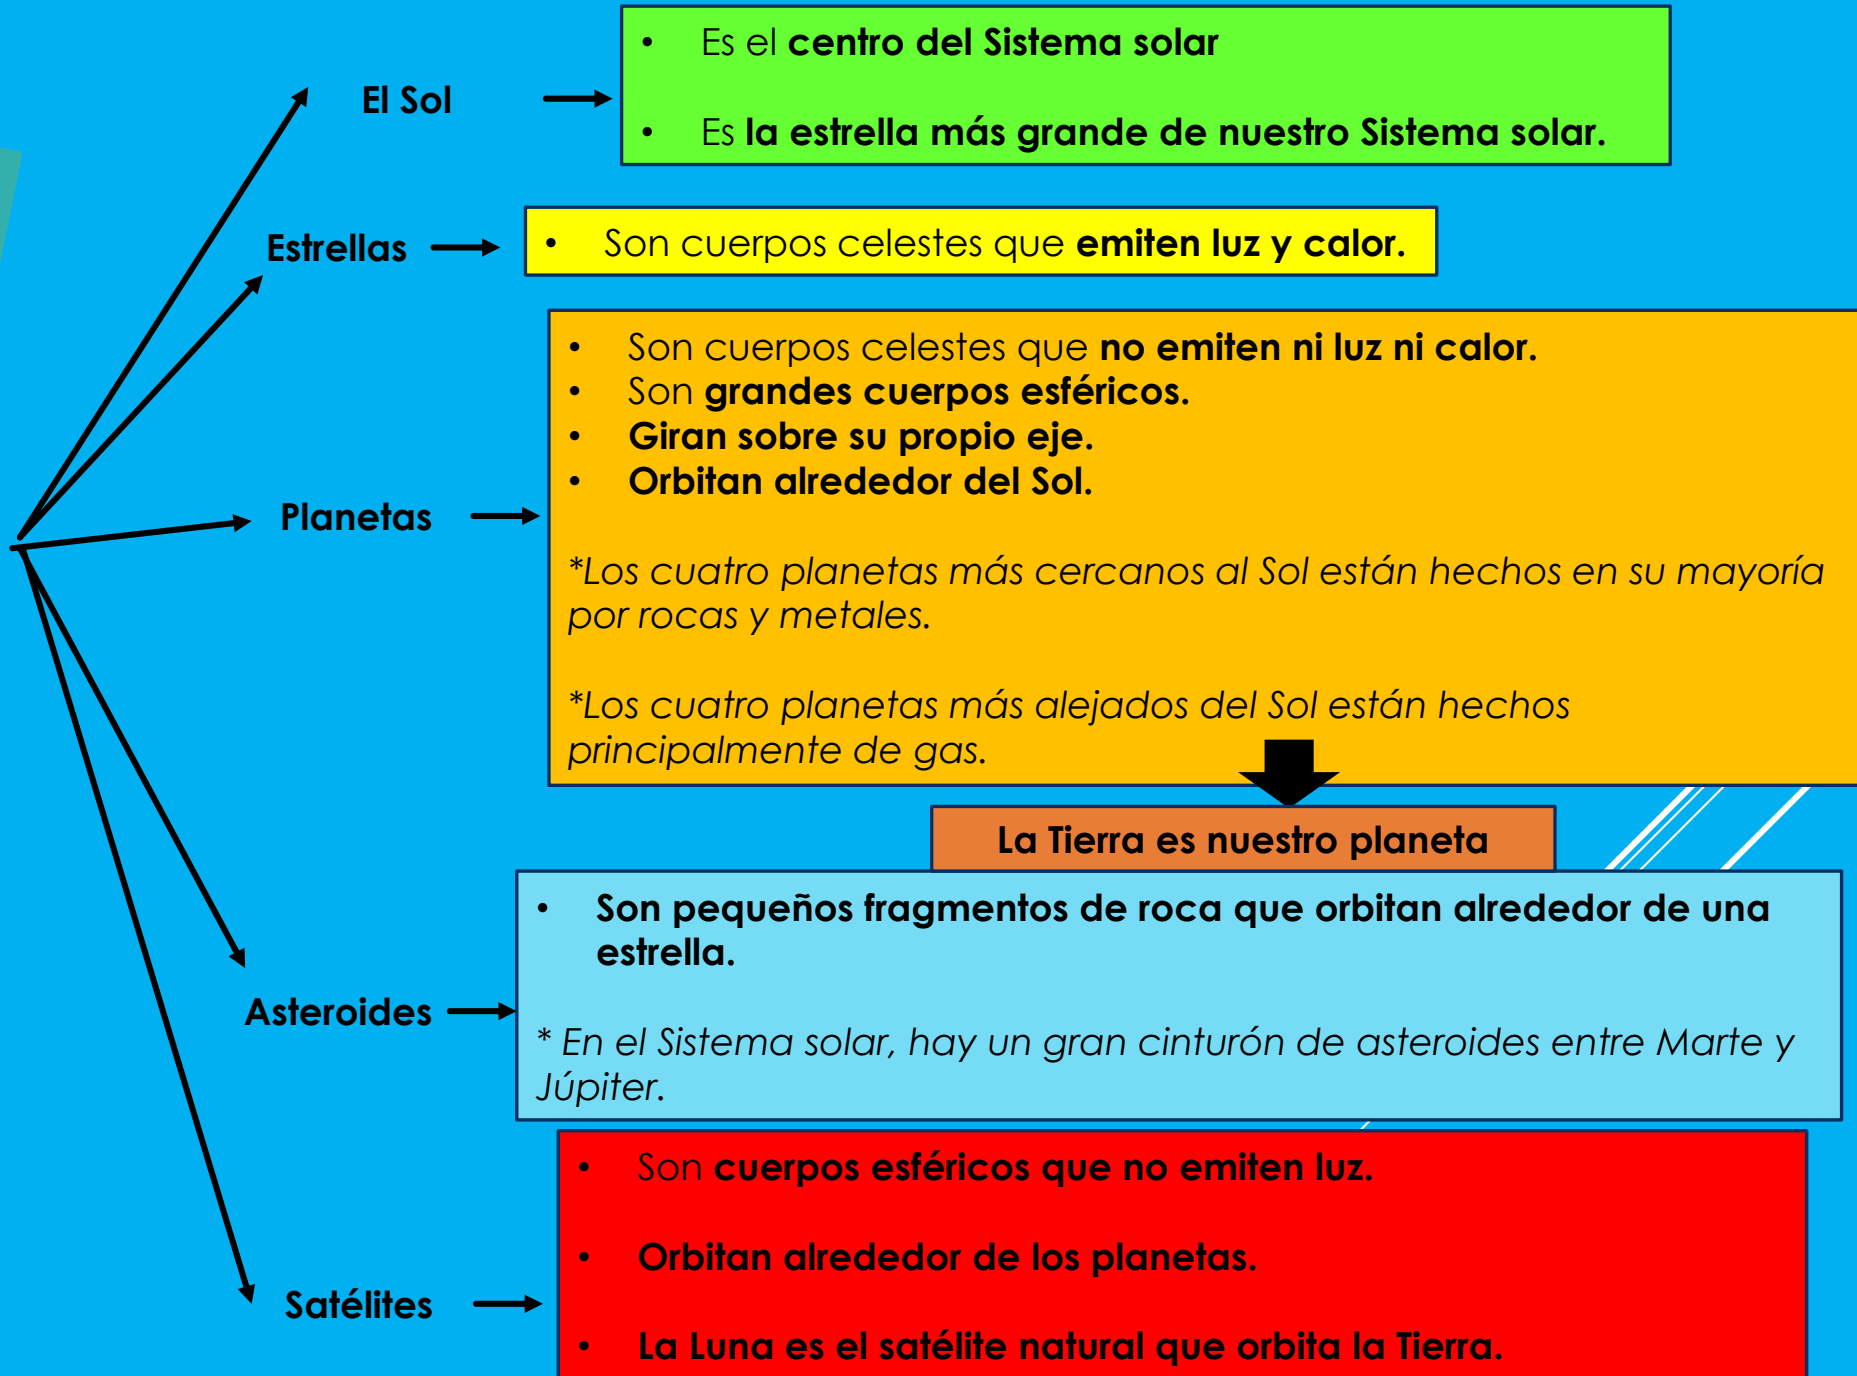 • Es el centro del Sistema solar
El Sol
• Es la estrella más grande de nuestro Sistema solar.
Estrellas
• Son cuerpos celestes que emiten luz y calor.
• Son cuerpos celestes que no emiten ni luz ni calor.
• Son grandes cuerpos esféricos.
• Giran sobre su propio eje.
• Orbitan alrededor del Sol.
Planetas
*Los cuatro planetas más cercanos al Sol están hechos en su mayoría
por rocas y metales.
*Los cuatro planetas más alejados del Sol están hechos
principalmente de gas.
La Tierra es nuestro planeta
• Son pequeños fragmentos de roca que orbitan alrededor de una
estrella.
Asteroides
* En el Sistema solar, hay un gran cinturón de asteroides entre Marte y
Júpiter.
• Son cuerpos esféricos que no emiten luz.
• Orbitan alrededor de los planetas.
Satélites
• La Luna es el satélite natural que orbita la Tierra.